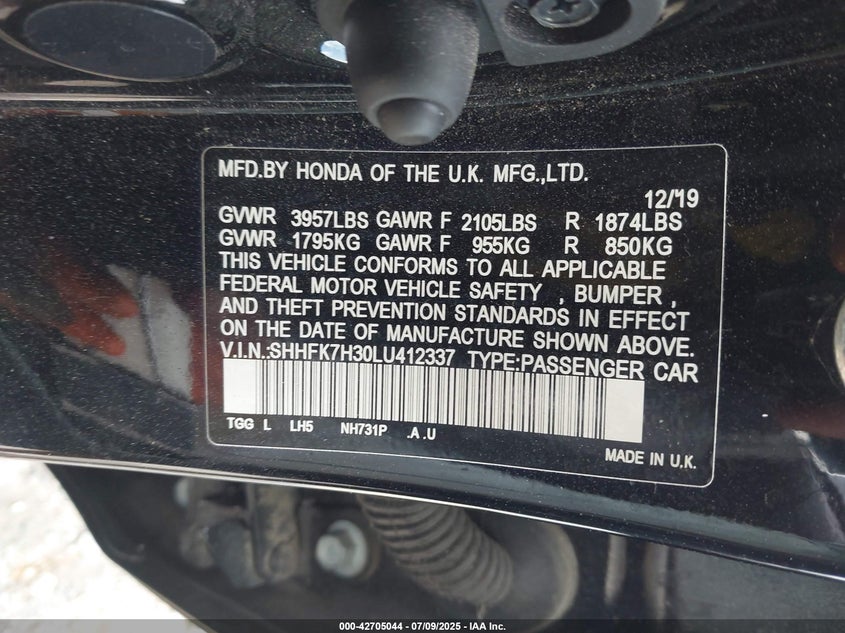 MFD.BY HONDA OF THE U.K. MFG.,LTD.
12/'19
GVWR 3957LBS GAWR F 2105LBS R 1874LBS
GVWR 1795KG GAWR F 955KG R 850KG
THIS VEHICLE CONFORMS TO ALL APPLICABLE
FEDERAL MOTOR VEHICLE SAFETY , BUMPER ,
AND THEFT PREVENTION STANDARDS IN EFFECT
ON THE DATE OF MANUFACTURE SHOWN ABOVE.
V.I.N.:SHHFK7H30LU412337 TYPE:PASSENGER CAR
TGG L LH5 NH731P .A .U
MADE IN U.K.
000-42705044 / 07/09/2025 - IAA Inc.